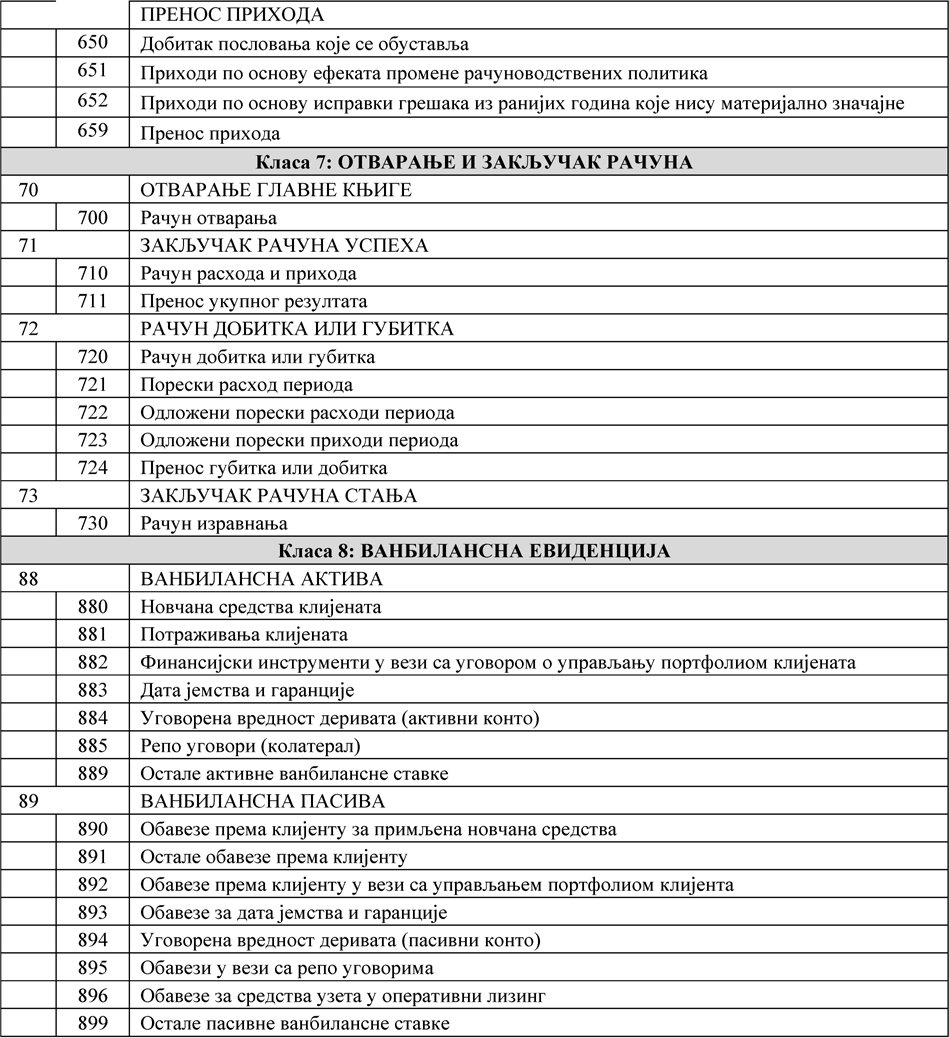 ПРЕНОС ПРИХОДА
650 Добитак пословања које се обуставља
651 Приходи по основу ефеката промене рачуноводствених политика
652 Приходи по основу исправки грешака из ранијих година које нису материјално значајне
659 Пренос прихода
Класа 7: ОТВАРАЊЕ И ЗАКЉУЧАК РАЧУНА
70 ОТВАРАЊЕ ГЛАВНЕ КЊИГЕ
700 Рачун отварања
71 ЗАКЉУЧАК РАЧУНА УСПЕХА
710 Рачун расхода и прихода
711 Пренос укупног резултата
72 РАЧУН ДОБИТКА ИЛИ ГУБИТКА
720 Рачун добитка или губитка
721 Порески расход периода
722 Одложени порески расходи периода
723 Одложени порески приходи периода
724 Пренос губитка или добитка
73 ЗАКЉУЧАК РАЧУНА СТАЊА
730 Рачун изравнања
Класа 8: ВАНБИЛАНСНА ЕВИДЕНЦИЈА
88 ВАНБИЛАНСНА АКТИВА
880 Новчана средства клијената
881 Потраживања клијената
882 Финансијски инструменти у вези са уговором о управљању портфолиом клијената
883 Дата јемства и гаранције
884 Уговорена вредност деривата (активни конто)
885 Репо уговори (колатерал)
889 Остале активне ванбилансне ставке
89 ВАНБИЛАНСНА ПАСИВА
890 Обавезе према клијенту за примљена новчана средства
891 Остале обавезе према клијенту
892 Обавезе према клијенту у вези са управљањем портфолиом клијента
893 Обавезе за дата јемства и гаранције
894 Уговорена вредност деривата (пасивни конто)
895 Обавези у вези са репо уговорима
896 Обавезе за средства узета у оперативни лизинг
899 Остале пасивне ванбилансне ставке